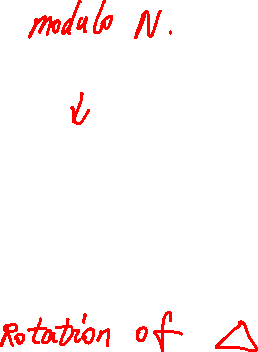 modulo N.
↓
Rotation of △